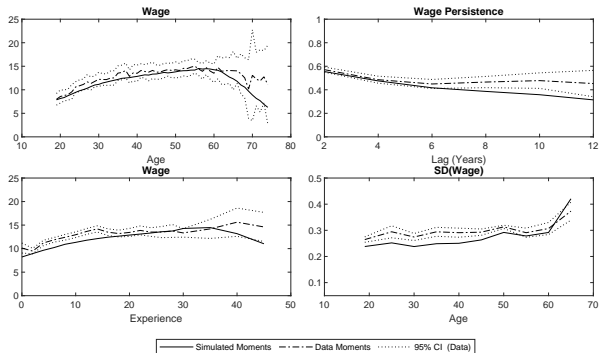 Wage
25
20
15
10
5
0
10 20 30 40 50 60 70 80
Age
Wage Persistence
1
0.8
0.6
0.4
0.2
0
2 4 6 8 10 12
Lag (Years)
Wage
25
20
15
10
5
0
0 10 20 30 40 50
Experience
SD(Wage)
0.5
0.4
0.3
0.2
0.1
10 20 30 40 50 60 70
Age
Simulated Moments Data Moments 95% CI (Data)